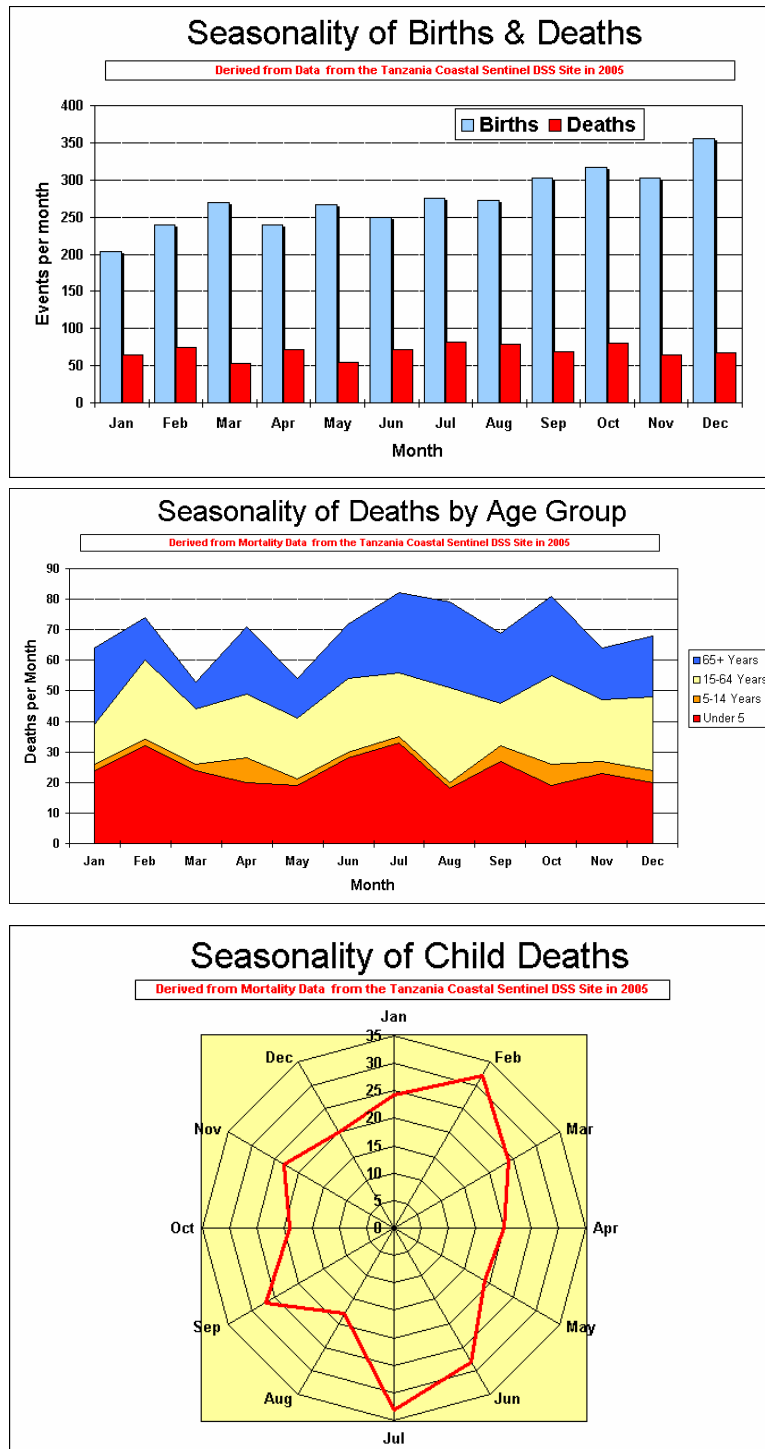 Seasonality of Births & Deaths
Derived from Data from the Tanzania Coastal Sentinel DSS Site in 2005
Births Deaths
Events per month
400
350
300
250
200
150
100
50
0
Jan Feb Mar Apr May Jun Jul Aug Sep Oct Nov Dec
Month
Seasonality of Deaths by Age Group
Derived from Mortality Data from the Tanzania Coastal Sentinel DSS Site in 2005
Deaths per Month
90
80
70
60
50
40
30
20
10
0
Jan Feb Mar Apr May Jun Jul Aug Sep Oct Nov Dec
Month
65+ Years
15-64 Years
5-14 Years
Under 5
Seasonality of Child Deaths
Derived from Mortality Data from the Tanzania Coastal Sentinel DSS Site in 2005
Jan
Feb
Mar
Apr
May
Jun
Jul
Aug
Sep
Oct
Nov
Dec
35
30
25
20
15
10
5
0